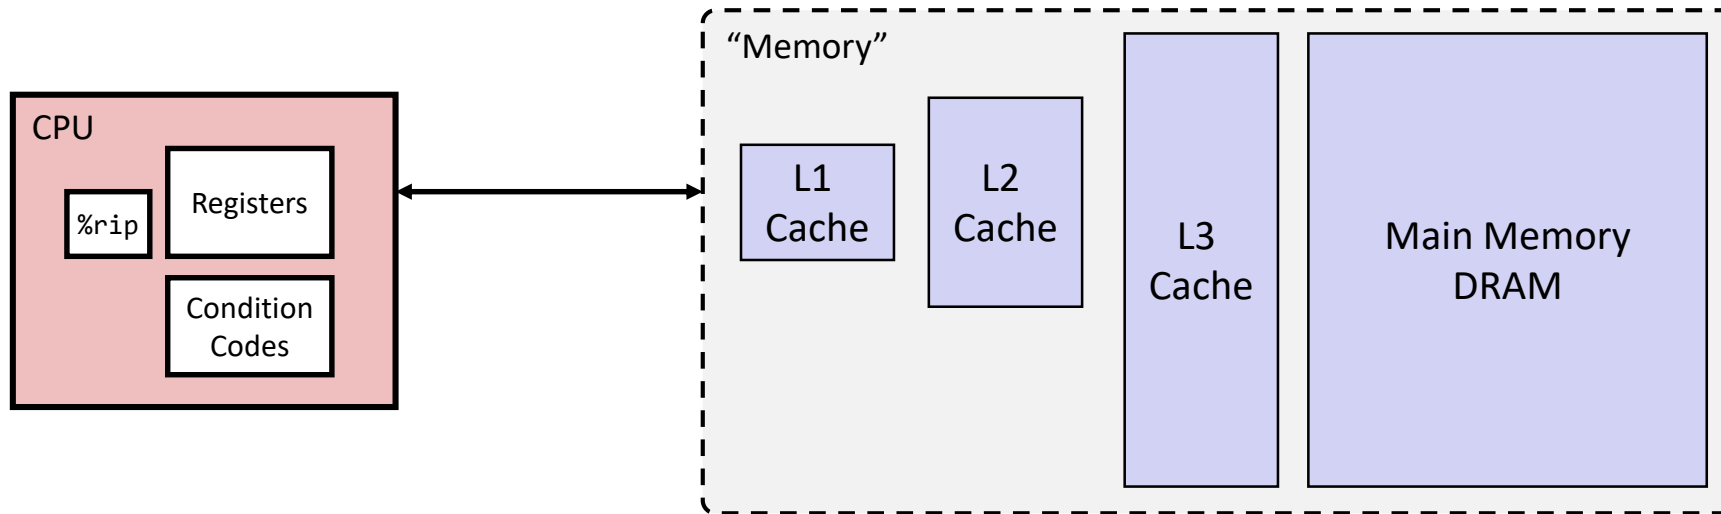 CPU
%rip
Registers
Condition
Codes
“Memory”
L1
Cache
L2
Cache
L3
Cache
Main Memory
DRAM